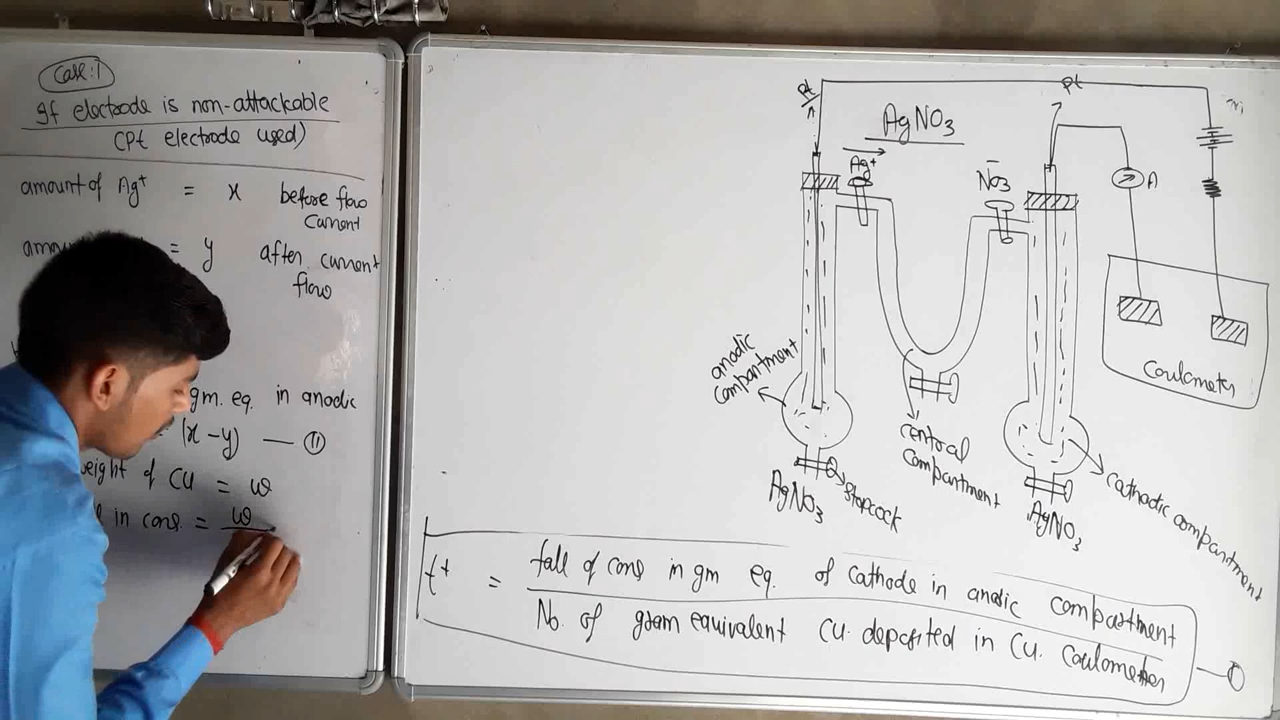 Case:1
If electrode is non-attackable
(Pt electrode used)
amount of Ag+ = x before flow
current
= y after current
flow
gm. eq. in anodic
(x-y) — ⑪
weight of Cu = w
in conc = w
Pt
Pt
AgNO3
Ag+
NO3-
A
Coulometer
anodic
compartment
central
compartment
cathodic compartment
AgNO3
stopcock
AgNO3
t+ = fall of conc in gm eq. of cathode in anodic compartment
No. of gram equivalent Cu. deposited in Cu. Coulometer
— ①